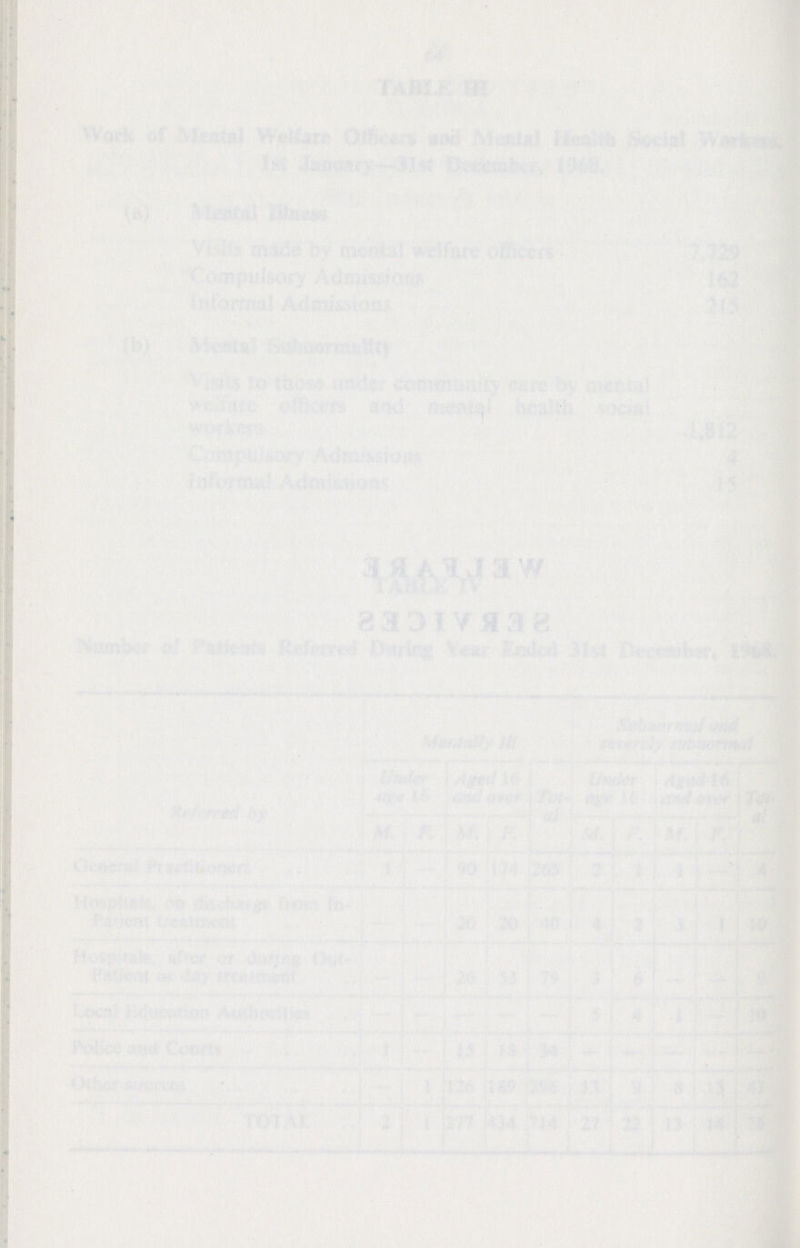 TABLE III
Work of Mental Welfare Officers and Mental Health Social Workers,
1st January—31st December, 1968.
(a) Mental Illness
Visits made by mental welfare officers 7,729
Compulsory Admissions 162
Informal Admissions 215
(b) Mental Subnormality
Visits to those under community care by mental
welfare officers and mental health social
workers 1,812
Compulsory Admissions 4
Informal Admissions 15
WELFARE
TABLE IV
SERVICES
Number of Patients Referred During Year Ended 31st December, 1968.
Mentally Ill Subnormal and
severely subnormal
Under Aged 16 Under Aged 16
Referred by age 16 and over Tot- age 16 and over Tot-
al al
M. F. M. F. M. F. M. F.
General Practitioners 1 — 90 174 265 2 1 1 — 4
Hospitals, on discharge from In-
Patient treatment — — 20 20 40 4 2 3 1 10
Hospitals, after or during Out-
Patient or day treatment — — 26 53 79 3 6 — — 9
Local Education Authorities — — — — — 5 4 1 — 10
Police and Courts 1 — 15 18 34 — — — — —
Other sources — 1 126 169 296 13 9 8 13 43
TOTAL 2 1 277 434 714 27 22 13 14 76